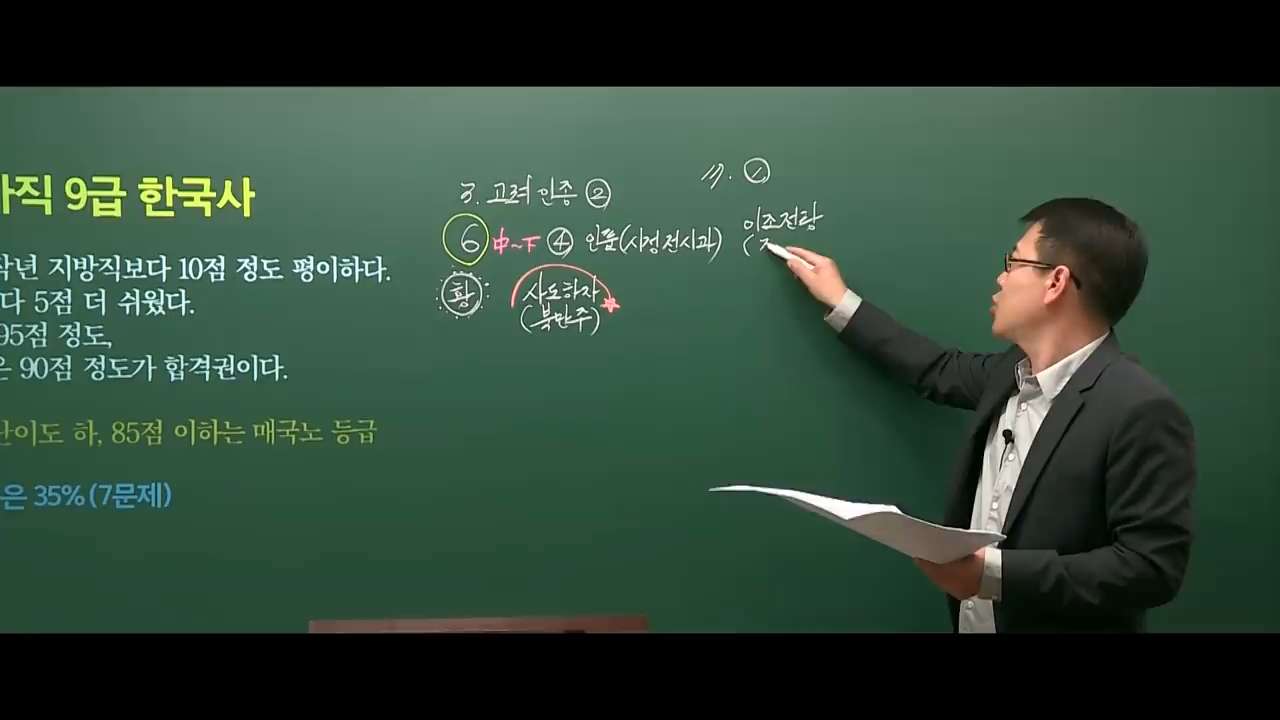 직 9급 한국사
작년 지방직보다 10점 정도 평이하다.
다 5점 더 쉬웠다.
95점 정도,
은 90점 정도가 합격권이다.
난이도 하, 85점 이하는 매국노 등급
은 35%(7문제)
3. 고려 인종 ②
6 中~下 ④ 인품(시정전시과)
황 사도하자
(북만주)
11. ①
이조전랑